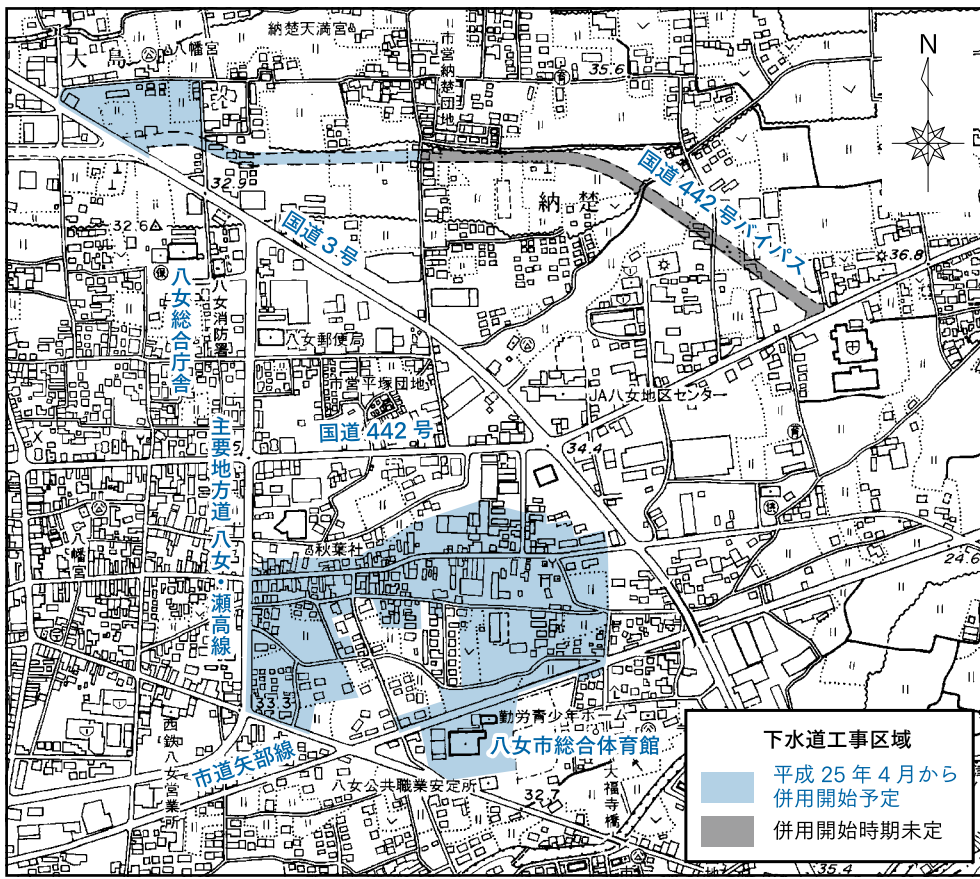 大島
八幡宮
納楚天満宮
市営納楚団地
35.6
N
32.9
国道442号バイパス
納楚
国道3号
32.6
36.8
八女総合庁舎
八女消防署
八女郵便局
市営平塚団地
JA八女地区センター
国道442号
34.4
主要地方道 八女・瀬高線
八幡宮
秋葉社
24.6
33.3
西鉄八女営業所
市道矢部線
勤労青少年ホーム
八女市総合体育館
八女公共職業安定所
32.7
大福寺橋
35.4
下水道工事区域
平成25年4月から
併用開始予定
併用開始時期未定